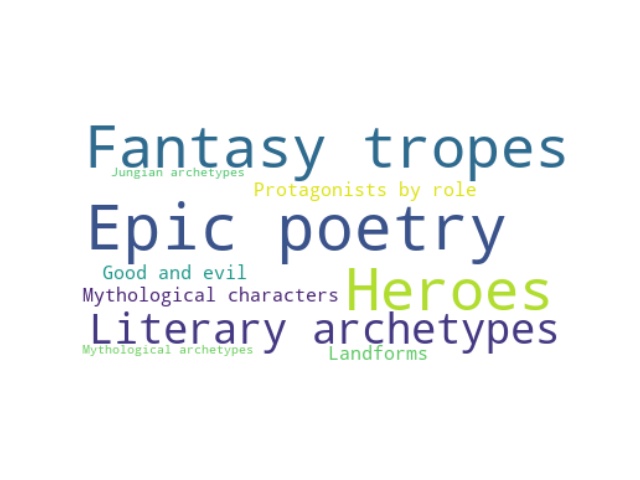 Fantasy tropes
Jungian archetypes
Protagonists by role
Epic poetry
Good and evil
Heroes
Mythological characters
Literary archetypes
Mythological archetypes
Landforms